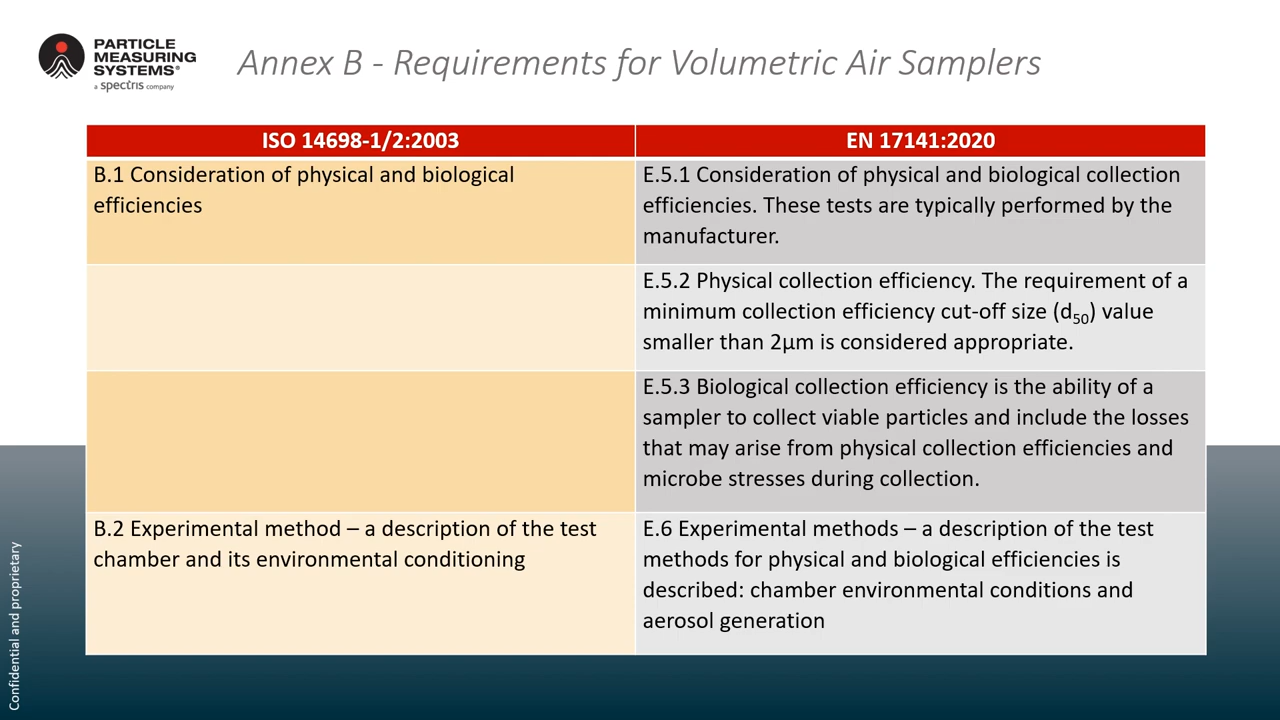 PARTICLE
MEASURING
SYSTEMS®
a spectris company
Annex B - Requirements for Volumetric Air Samplers
ISO 14698-1/2:2003
EN 17141:2020
B.1 Consideration of physical and biological
efficiencies
E.5.1 Consideration of physical and biological collection
efficiencies. These tests are typically performed by the
manufacturer.
E.5.2 Physical collection efficiency. The requirement of a
minimum collection efficiency cut-off size (d50) value
smaller than 2µm is considered appropriate.
E.5.3 Biological collection efficiency is the ability of a
sampler to collect viable particles and include the losses
that may arise from physical collection efficiencies and
microbe stresses during collection.
B.2 Experimental method – a description of the test
chamber and its environmental conditioning
E.6 Experimental methods – a description of the test
methods for physical and biological efficiencies is
described: chamber environmental conditions and
aerosol generation
Confidential and proprietary